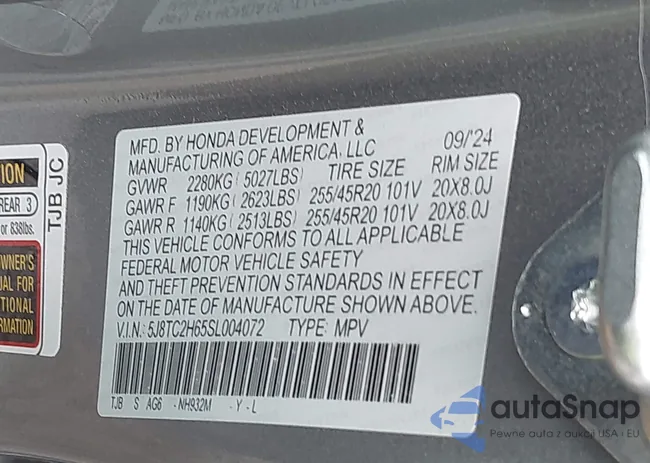 MFD. BY HONDA DEVELOPMENT &
MANUFACTURING OF AMERICA, LLC 09/'24
GVWR 2280KG (5027LBS) TIRE SIZE RIM SIZE
GAWR F 1190KG (2623LBS) 255/45R20 101V 20X8.0J
GAWR R 1140KG (2513LBS) 255/45R20 101V 20X8.0J
THIS VEHICLE CONFORMS TO ALL APPLICABLE
FEDERAL MOTOR VEHICLE SAFETY
AND THEFT PREVENTION STANDARDS IN EFFECT
ON THE DATE OF MANUFACTURE SHOWN ABOVE.
V.I.N.: 5J8TC2H65SL004072 TYPE: MPV
TJB S AG6 -NH932M -Y-L
TJB JC
ION
REAR 3
or 838lbs.
WNER'S
UAL FOR
TIONAL
RMATION
autaSnap
Pewne auta z aukcji USA i EU